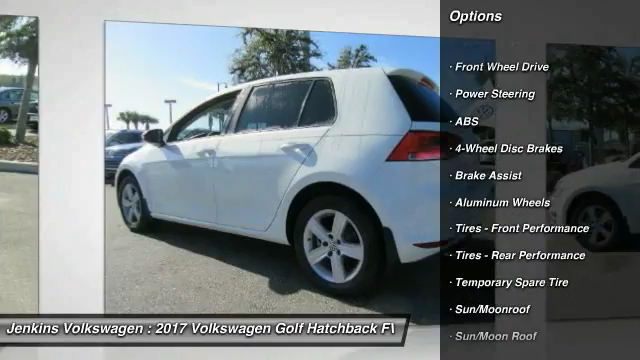 Options
· Front Wheel Drive
· Power Steering
· ABS
· 4-Wheel Disc Brakes
· Brake Assist
· Aluminum Wheels
· Tires - Front Performance
· Tires - Rear Performance
· Temporary Spare Tire
· Sun/Moonroof
· Sun/Moon Roof
Jenkins Volkswagen : 2017 Volkswagen Golf Hatchback F\